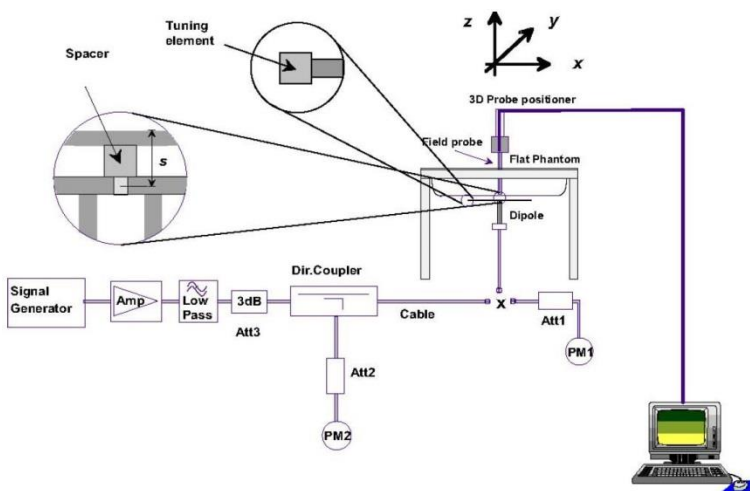 Tuning
element
Spacer
s
z
y
x
3D Probe positioner
Field probe
Flat Phantom
Dipole
Dir.Coupler
Signal
Generator
Amp
Low
Pass
3dB
Att3
Cable
x
Att1
PM1
Att2
PM2